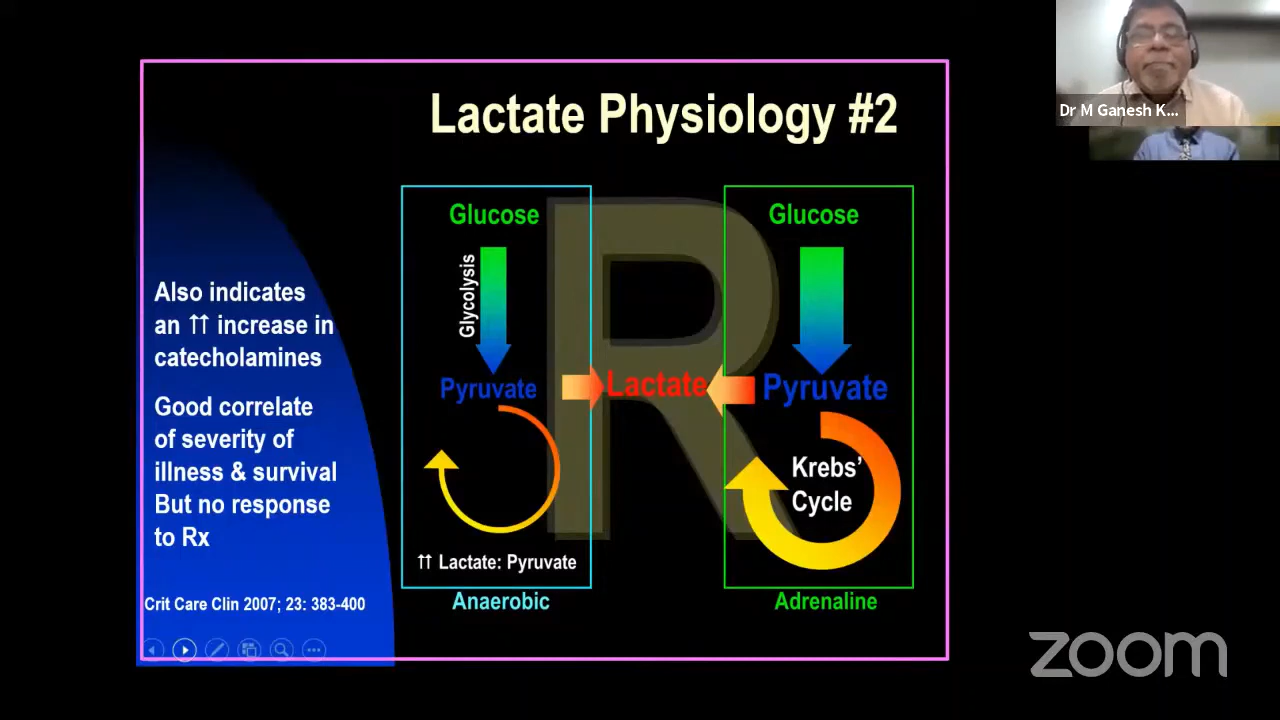 Dr M Ganesh K...
Lactate Physiology #2
Also indicates
an ⇈ increase in
catecholamines
Good correlate
of severity of
illness & survival
But no response
to Rx
Crit Care Clin 2007; 23: 383-400
R
Glucose
Glycolysis
Pyruvate
⇈ Lactate: Pyruvate
Anaerobic
Lactate
Glucose
Pyruvate
Krebs’
Cycle
Adrenaline
zoom